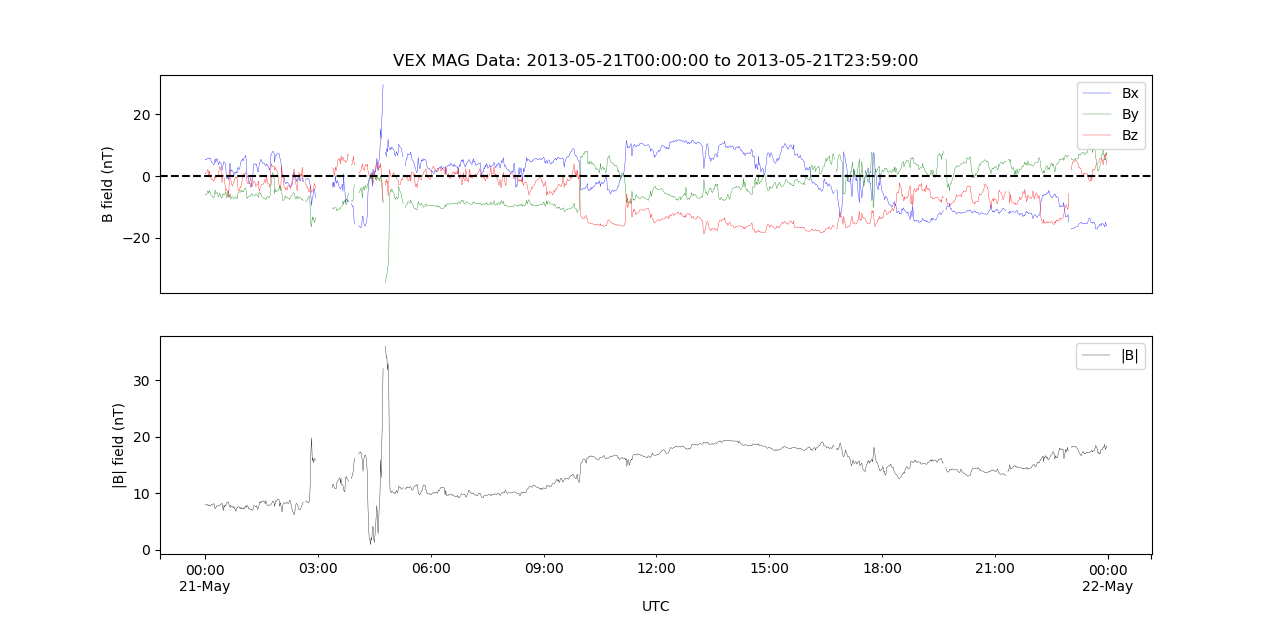 VEX MAG Data: 2013-05-21T00:00:00 to 2013-05-21T23:59:00
B field (nT)
20
0
−20
Bx
By
Bz
|B| field (nT)
30
20
10
0
|B|
00:00
21-May
03:00
06:00
09:00
12:00
15:00
18:00
21:00
00:00
22-May
UTC